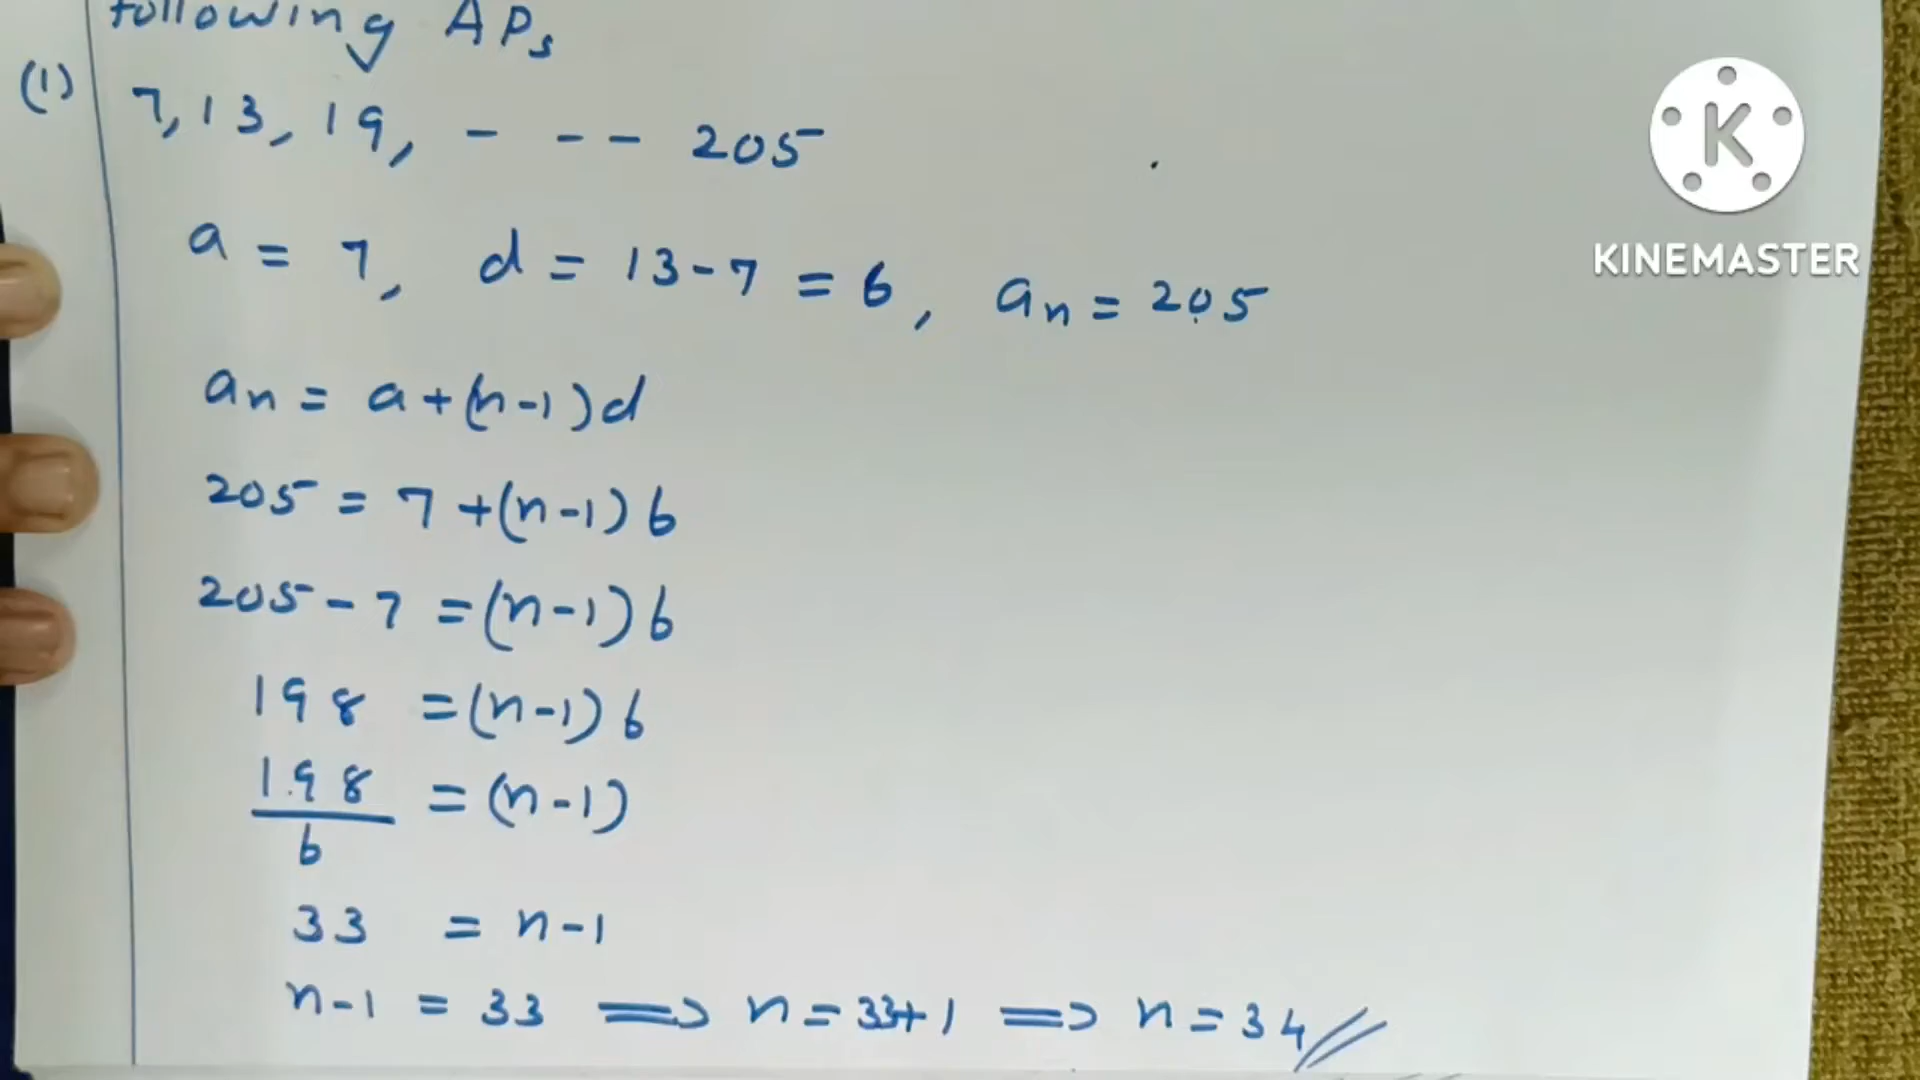 following APs
(1) 7, 13, 19, - - - 205
a = 7, d = 13-7 = 6, an = 205
an = a+(n-1)d
205 = 7+(n-1)6
205-7 =(n-1)6
198 =(n-1)6
198/6 = (n-1)
33 = n-1
n-1 = 33 ⟹ n=33+1 ⟹ n=34//
K
KINEMASTER